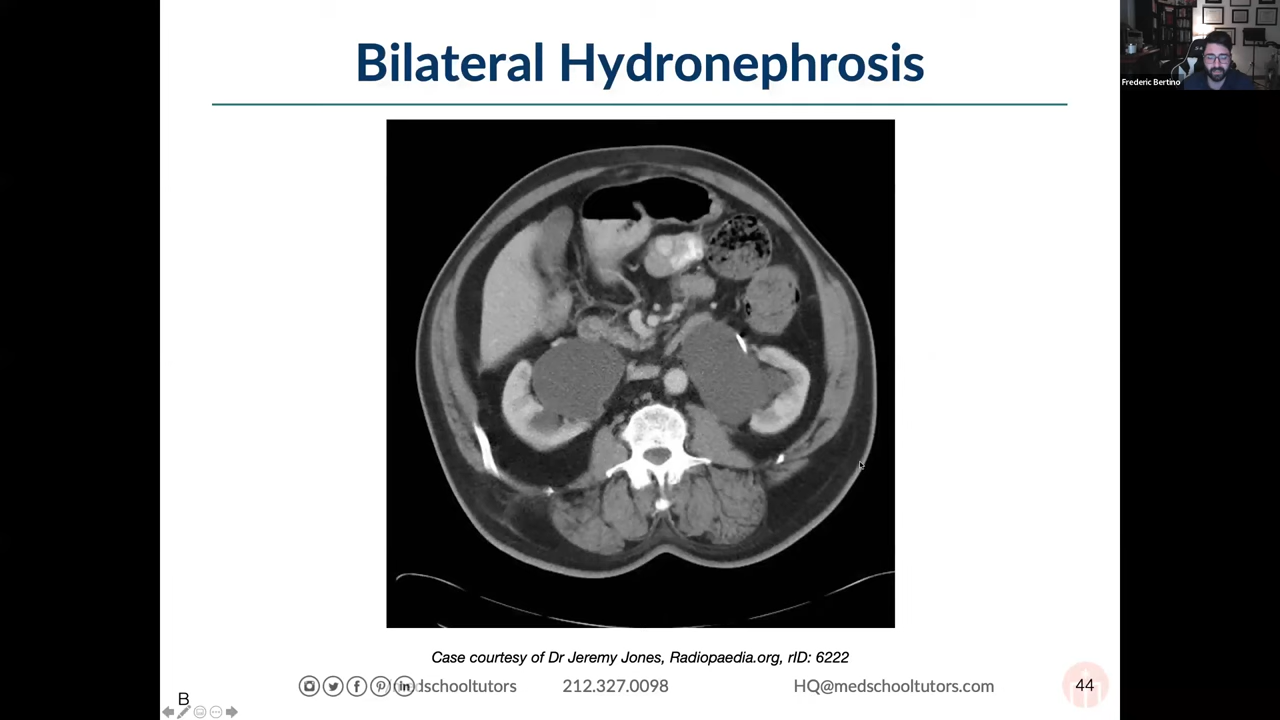 Bilateral Hydronephrosis
Frederic Bertino
Case courtesy of Dr Jeremy Jones, Radiopaedia.org, rID: 6222
dschooltutors
212.327.0098
HQ@medschooltutors.com
44
B